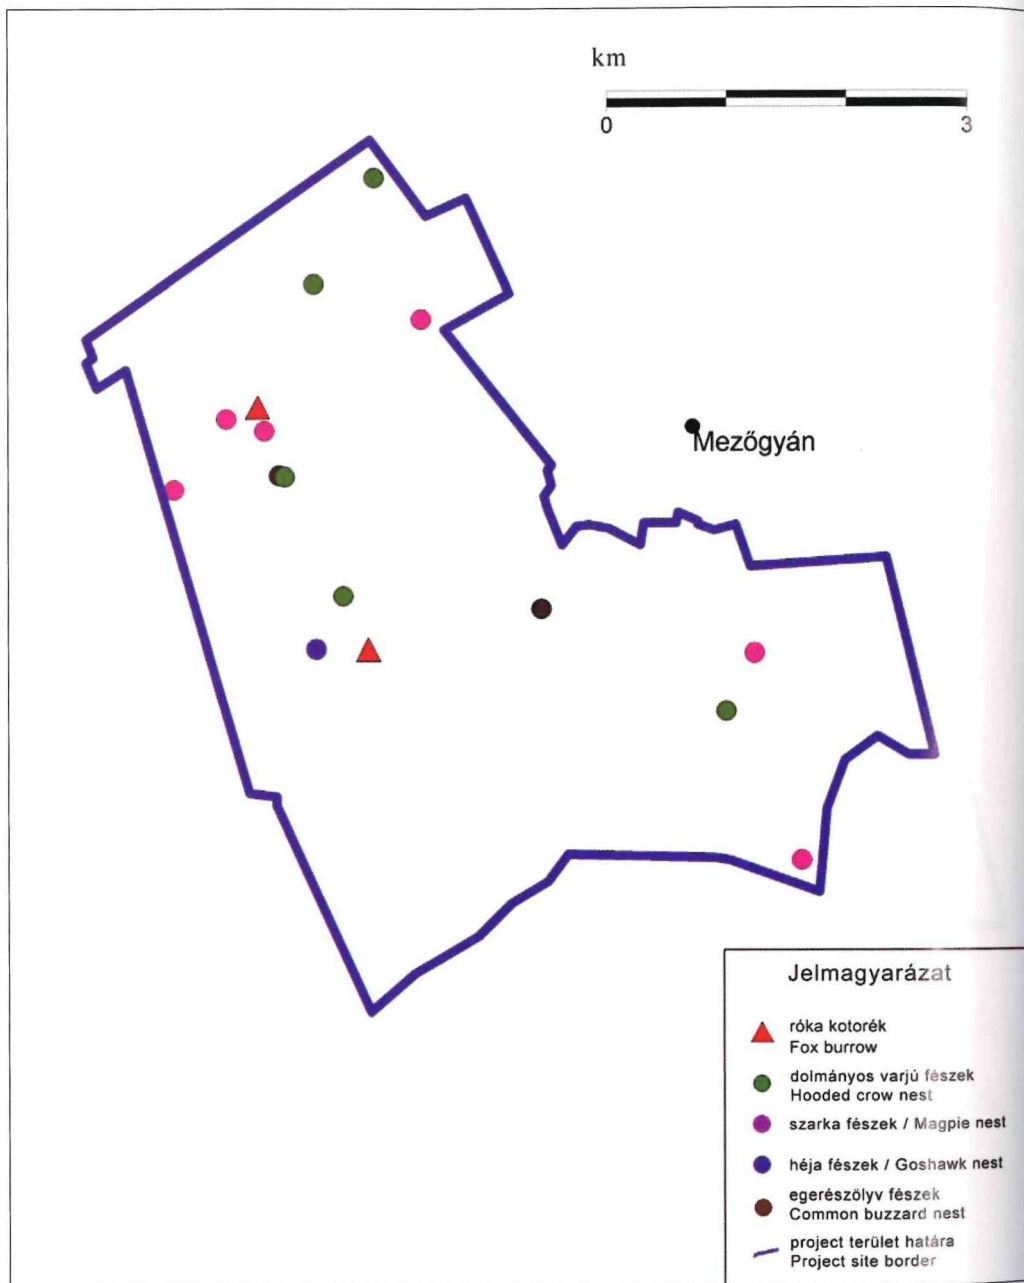 km
0 3
Mezőgyán
Jelmagyarázat
róka kotorék
Fox burrow
dolmányos varjú fészek
Hooded crow nest
szarka fészek / Magpie nest
héja fészek / Goshawk nest
egerészölyv fészek
Common buzzard nest
project terület határa
Project site border